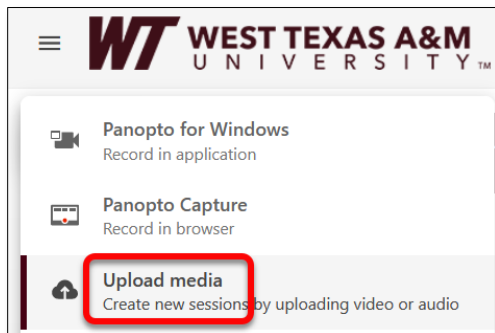 WT WEST TEXAS A&M
UNIVERSITY™
Panopto for Windows
Record in application
Panopto Capture
Record in browser
Upload media
Create new sessions by uploading video or audio